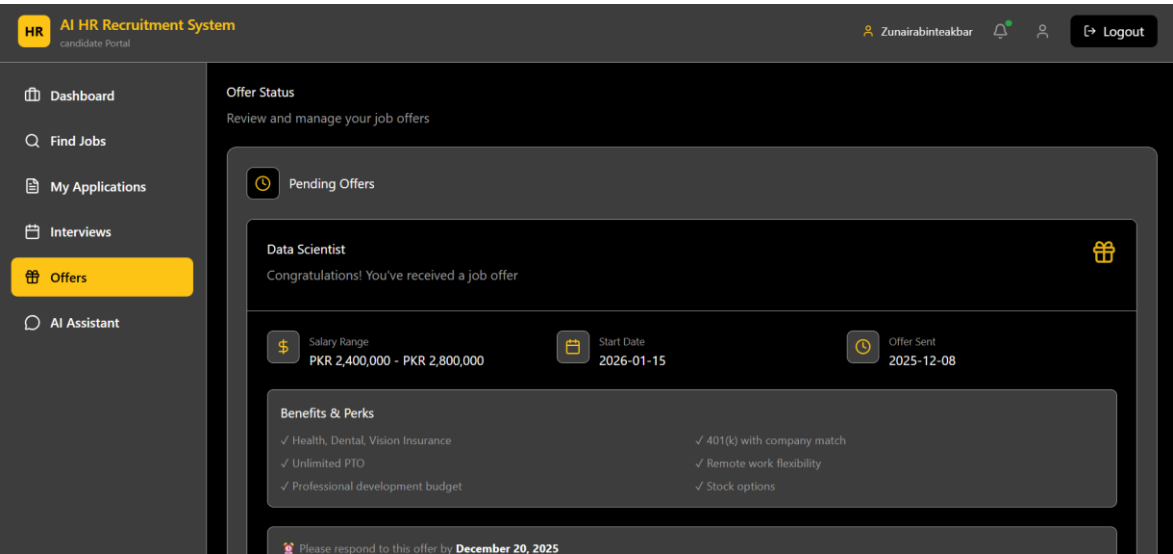 HR
AI HR Recruitment System
candidate Portal
Zunairabinteakbar
Logout
Dashboard
Find Jobs
My Applications
Interviews
Offers
AI Assistant
Offer Status
Review and manage your job offers
Pending Offers
Data Scientist
Congratulations! You've received a job offer
Salary Range
PKR 2,400,000 - PKR 2,800,000
Start Date
2026-01-15
Offer Sent
2025-12-08
Benefits & Perks
✓ Health, Dental, Vision Insurance
✓ 401(k) with company match
✓ Unlimited PTO
✓ Remote work flexibility
✓ Professional development budget
✓ Stock options
⏰ Please respond to this offer by December 20, 2025